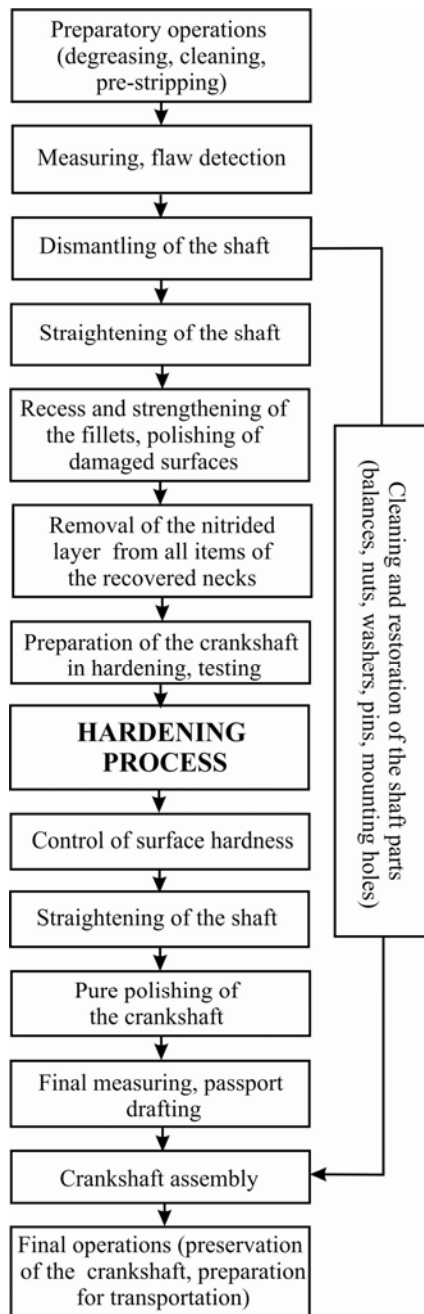 Preparatory operations
(degreasing, cleaning,
pre-stripping)
Measuring, flaw detection
Dismantling of the shaft
Straightening of the shaft
Recess and strengthening of
the fillets, polishing of
damaged surfaces
Removal of the nitrided
layer from all items of
the recovered necks
Preparation of the crankshaft
in hardening, testing
HARDENING
PROCESS
Control of surface hardness
Straightening of the shaft
Pure polishing of
the crankshaft
Final measuring, passport
drafting
Crankshaft assembly
Final operations (preservation
of the crankshaft, preparation
for transportation)
Cleaning and restoration of the shaft parts
(balances, nuts, washers, pins, mounting holes)